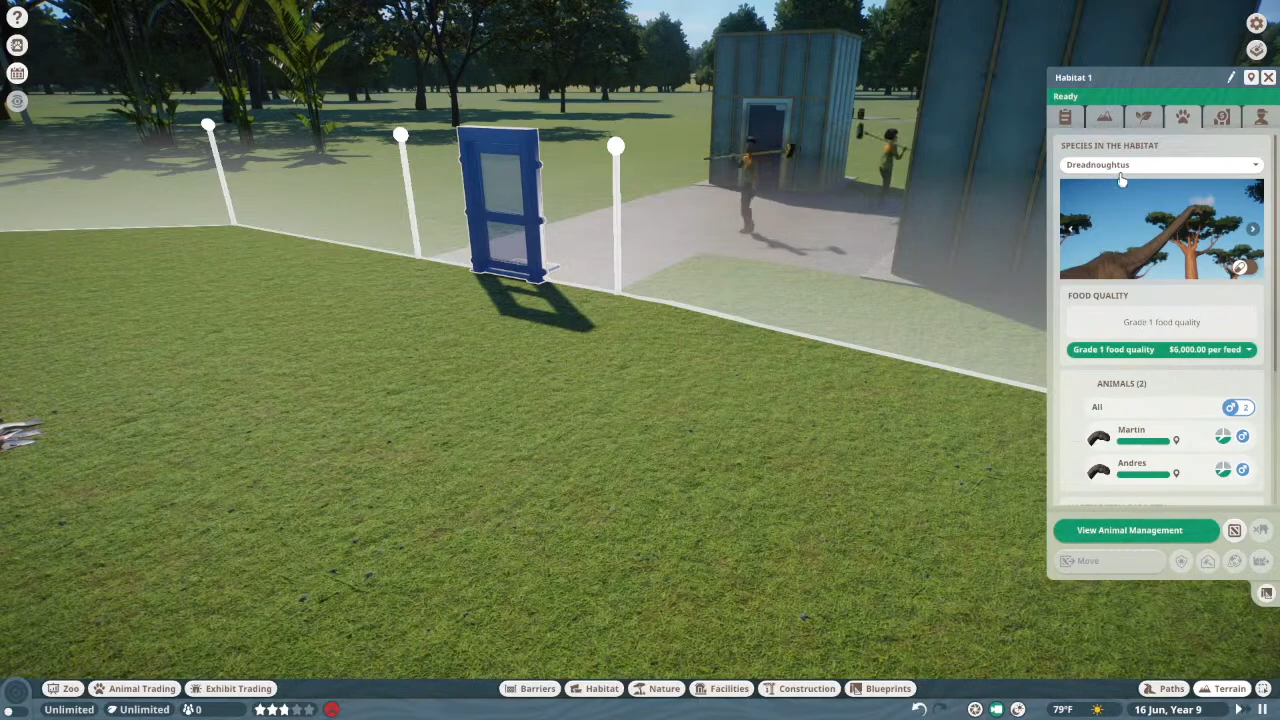 ?
Habitat 1
Ready
SPECIES IN THE HABITAT
Dreadnoughtus
FOOD QUALITY
Grade 1 food quality
Grade 1 food quality $6,000.00 per feed
ANIMALS (2)
All 2
Martin
Andres
View Animal Management
Move
Zoo Animal Trading Exhibit Trading Barriers Habitat Nature Facilities Construction Blueprints Paths Terrain
Unlimited Unlimited 0 79°F 16 Jun, Year 9